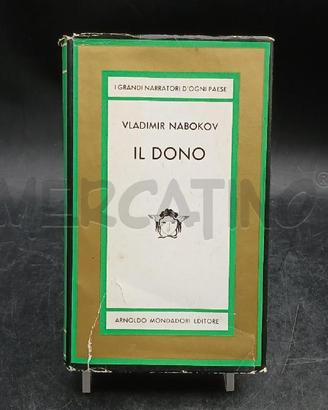 I GRANDI NARRATORI D'OGNI PAESE
VLADIMIR NABOKOV
IL DONO
MERCATINO
ARNOLDO MONDADORI EDITORE